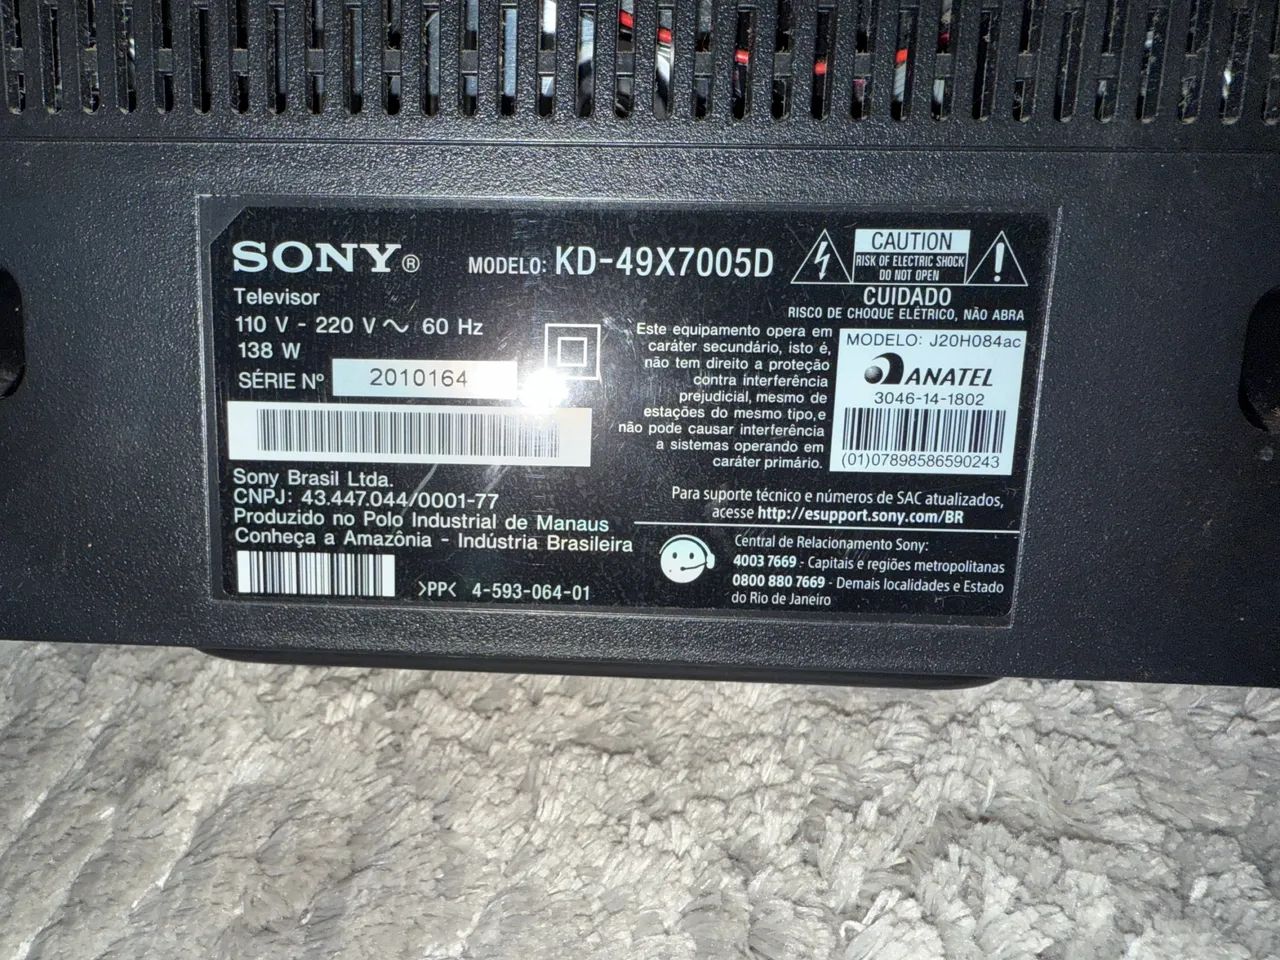 SONY®
MODELO: KD-49X7005D
Televisor
110 V - 220 V ~ 60 Hz
138 W
SÉRIE Nº 2010164
Sony Brasil Ltda.
CNPJ: 43.447.044/0001-77
Produzido no Polo Industrial de Manaus
Conheça a Amazônia - Indústria Brasileira
>PP< 4-593-064-01
CAUTION
RISK OF ELECTRIC SHOCK
DO NOT OPEN
CUIDADO
RISCO DE CHOQUE ELÉTRICO, NÃO ABRA
Este equipamento opera em
caráter secundário, isto é,
não tem direito a proteção
contra interferência
prejudicial, mesmo de
estações do mesmo tipo, e
não pode causar interferência
a sistemas operando em
caráter primário.
MODELO: J20H084ac
ANATEL
3046-14-1802
(01)07898586590243
Para suporte técnico e números de SAC atualizados,
acesse http://esupport.sony.com/BR
Central de Relacionamento Sony:
4003 7669 - Capitais e regiões metropolitanas
0800 880 7669 - Demais localidades e Estado
do Rio de Janeiro